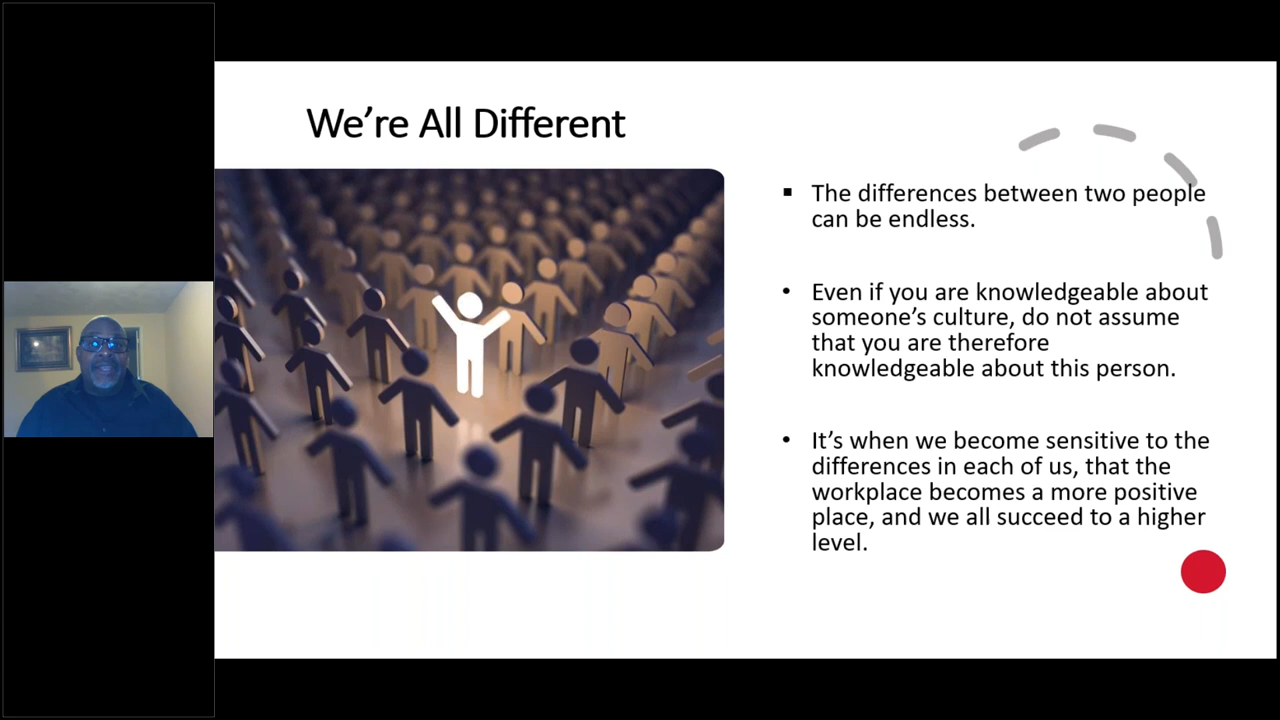 We're All Different
▪ The differences between two people
can be endless.
• Even if you are knowledgeable about
someone's culture, do not assume
that you are therefore
knowledgeable about this person.
• It's when we become sensitive to the
differences in each of us, that the
workplace becomes a more positive
place, and we all succeed to a higher
level.